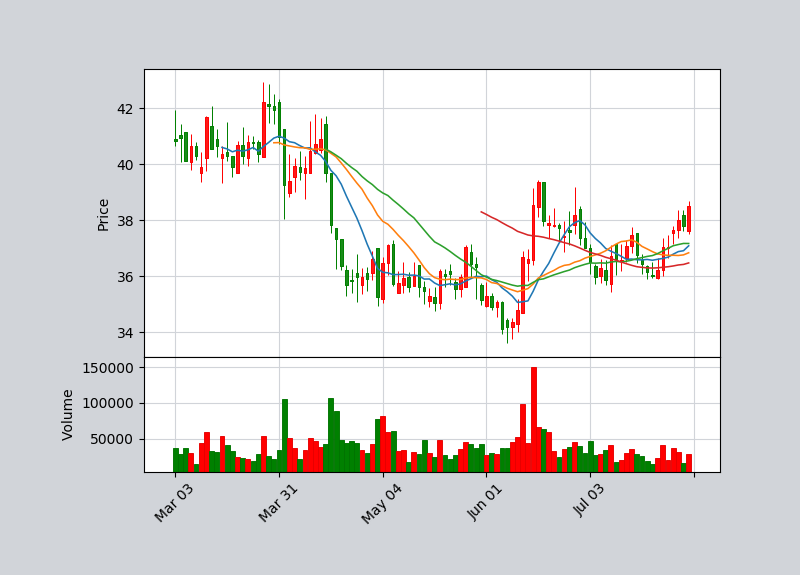 42
40
38
36
34
Price
150000
100000
50000
Volume
Mar 03
Mar 31
May 04
Jun 01
Jul 03